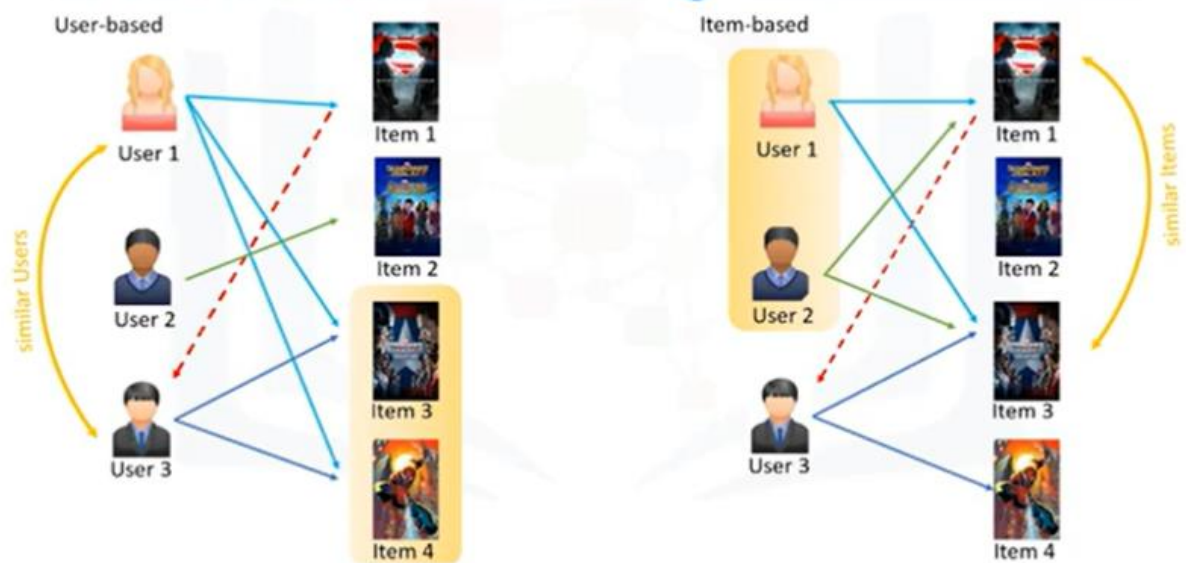 User-based
User 1
User 2
User 3
similar Users
Item 1
Item 2
Item 3
Item 4
Item-based
User 1
User 2
User 3
Item 1
Item 2
Item 3
Item 4
similar Items